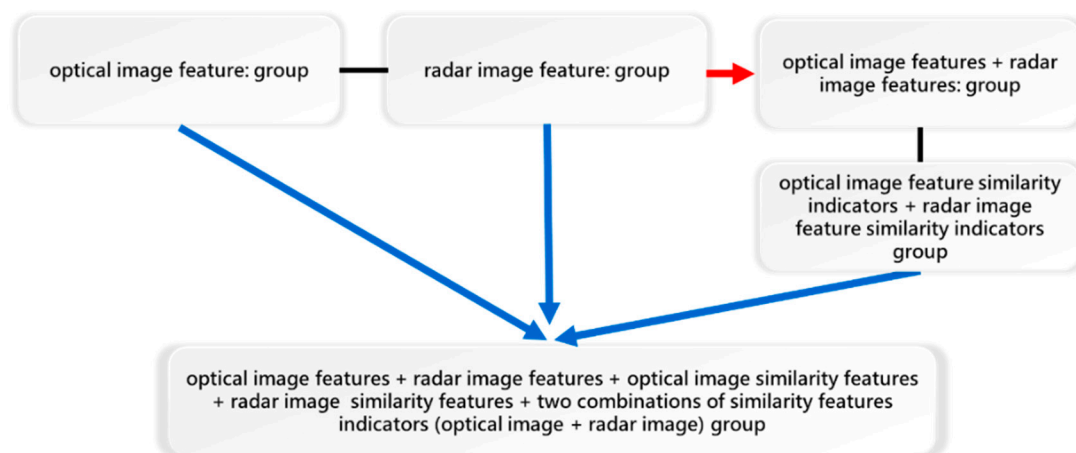 optical image feature: group
radar image feature: group
optical image features + radar
image features: group
optical image feature similarity
indicators + radar image
feature similarity indicators
group
optical image features + radar image features + optical image similarity features
+ radar image similarity features + two combinations of similarity features
indicators (optical image + radar image) group